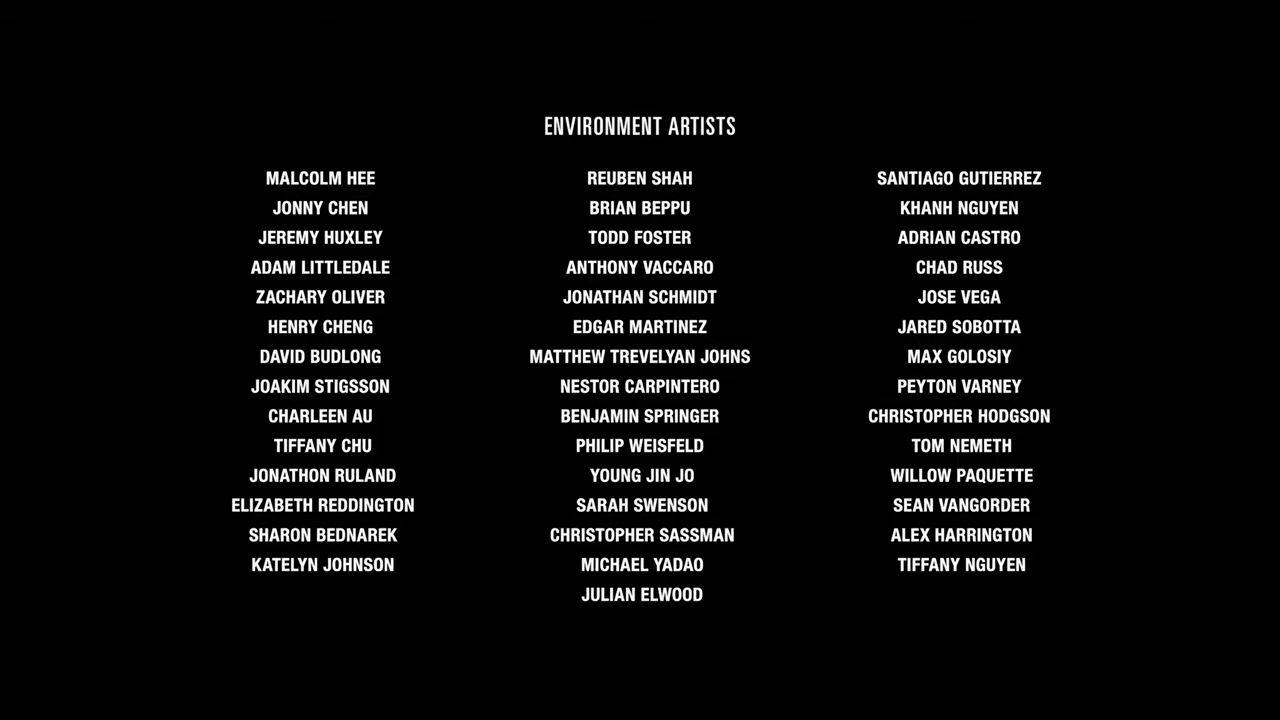 ENVIRONMENT ARTISTS
MALCOLM HEE
JONNY CHEN
JEREMY HUXLEY
ADAM LITTLEDALE
ZACHARY OLIVER
HENRY CHENG
DAVID BUDLONG
JOAKIM STIGSSON
CHARLEEN AU
TIFFANY CHU
JONATHON RULAND
ELIZABETH REDDINGTON
SHARON BEDNAREK
KATELYN JOHNSON
REUBEN SHAH
BRIAN BEPPU
TODD FOSTER
ANTHONY VACCARO
JONATHAN SCHMIDT
EDGAR MARTINEZ
MATTHEW TREVELYAN JOHNS
NESTOR CARPINTERO
BENJAMIN SPRINGER
PHILIP WEISFELD
YOUNG JIN JO
SARAH SWENSON
CHRISTOPHER SASSMAN
MICHAEL YADAO
JULIAN ELWOOD
SANTIAGO GUTIERREZ
KHANH NGUYEN
ADRIAN CASTRO
CHAD RUSS
JOSE VEGA
JARED SOBOTTA
MAX GOLOSIY
PEYTON VARNEY
CHRISTOPHER HODGSON
TOM NEMETH
WILLOW PAQUETTE
SEAN VANGORDER
ALEX HARRINGTON
TIFFANY NGUYEN